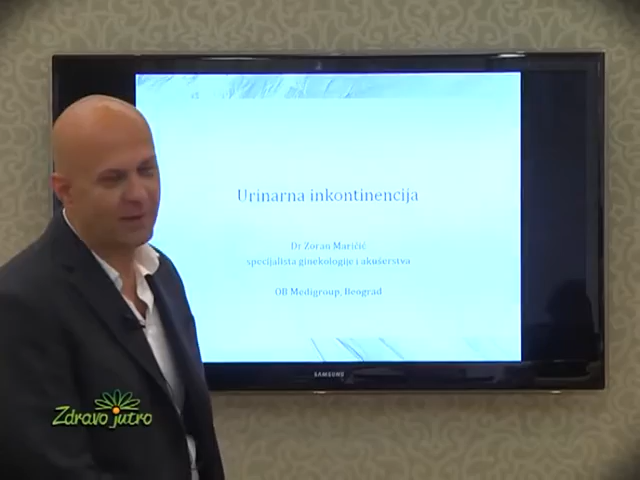 Urinarna inkontinencija
Dr Zoran Maričić
specijalista ginekologije i akušerstva
OB Medigroup, Beograd
SAMSUNG
Zdravo jutro